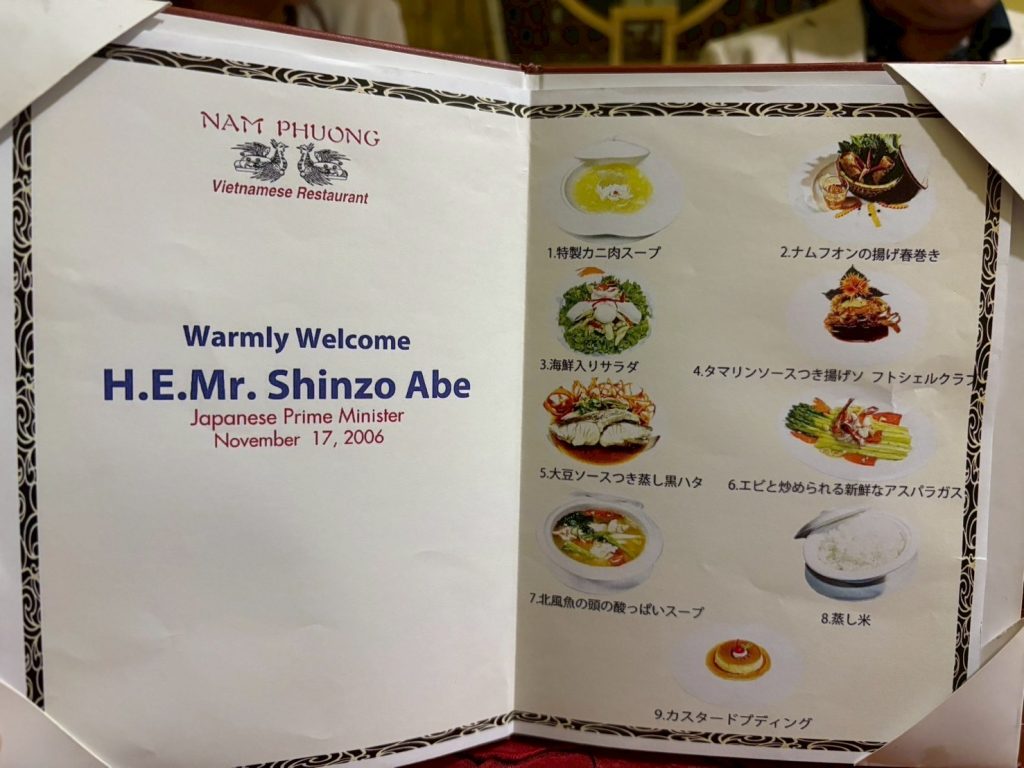 NAM PHUONG
Vietnamese Restaurant
Warmly Welcome
H.E.Mr. Shinzo Abe
Japanese Prime Minister
November 17, 2006
1.特製カニ肉スープ
2.ナムフオンの揚げ春巻き
3.海鮮入りサラダ
4.タマリンソースつき揚げソ フトシェルクラブ
5.大豆ソースつき蒸し黒ハタ
6.エビと炒められる新鮮なアスパラガス
7.北風魚の頭の酸っぱいスープ
8.蒸し米
9.カスタードプディング